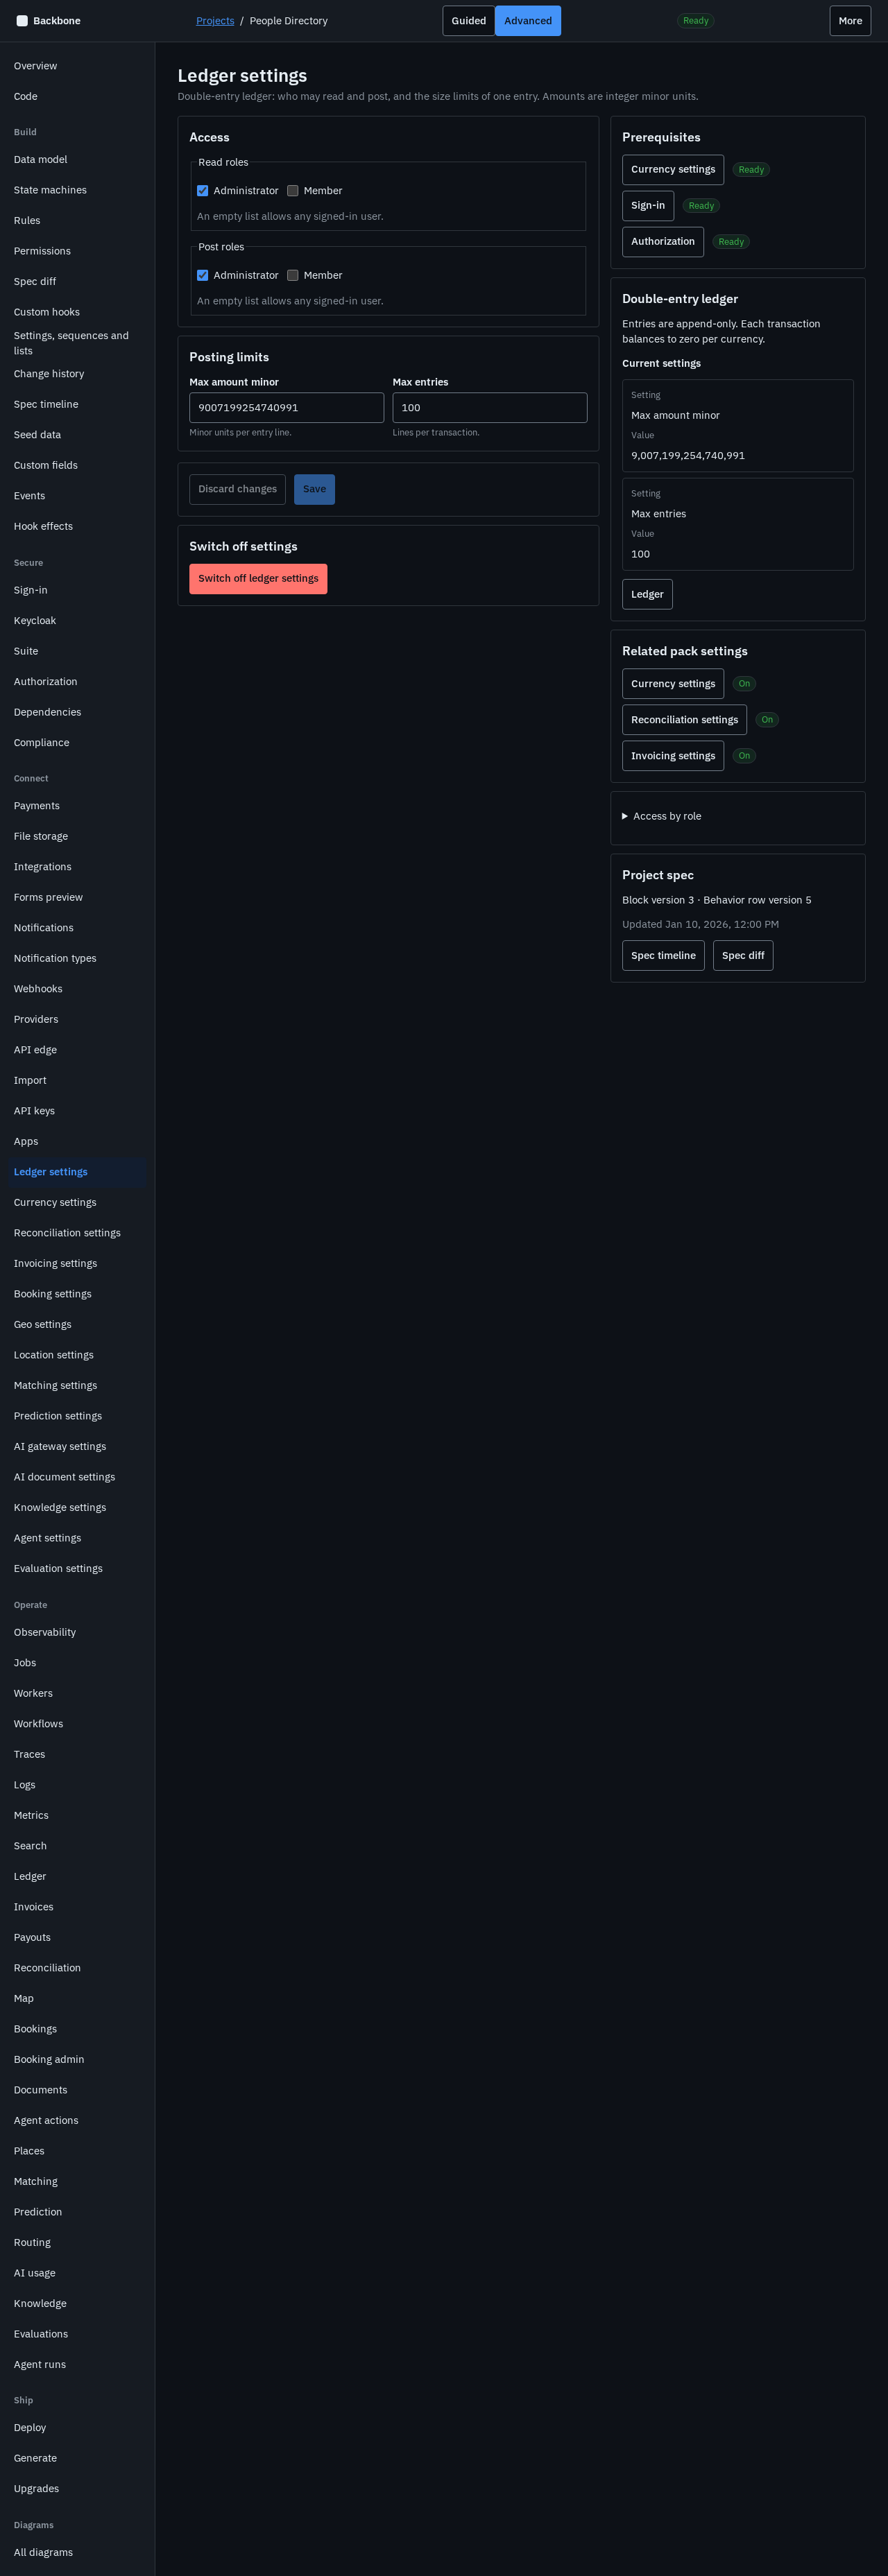 Backbone
Projects / People Directory
Guided
Advanced
Ready
More
Overview
Code
Build
Data model
State machines
Rules
Permissions
Spec diff
Custom hooks
Settings, sequences and
lists
Change history
Spec timeline
Seed data
Custom fields
Events
Hook effects
Secure
Sign-in
Keycloak
Suite
Authorization
Dependencies
Compliance
Connect
Payments
File storage
Integrations
Forms preview
Notifications
Notification types
Webhooks
Providers
API edge
Import
API keys
Apps
Ledger settings
Currency settings
Reconciliation settings
Invoicing settings
Booking settings
Geo settings
Location settings
Matching settings
Prediction settings
AI gateway settings
AI document settings
Knowledge settings
Agent settings
Evaluation settings
Operate
Observability
Jobs
Workers
Workflows
Traces
Logs
Metrics
Search
Ledger
Invoices
Payouts
Reconciliation
Map
Bookings
Booking admin
Documents
Agent actions
Places
Matching
Prediction
Routing
AI usage
Knowledge
Evaluations
Agent runs
Ship
Deploy
Generate
Upgrades
Diagrams
All diagrams
Ledger settings
Double-entry ledger: who may read and post, and the size limits of one entry. Amounts are integer minor units.
Access
Read roles
Administrator Member
An empty list allows any signed-in user.
Post roles
Administrator Member
An empty list allows any signed-in user.
Posting limits
Max amount minor
9007199254740991
Minor units per entry line.
Max entries
100
Lines per transaction.
Discard changes
Save
Switch off settings
Switch off ledger settings
Prerequisites
Currency settings Ready
Sign-in Ready
Authorization Ready
Double-entry ledger
Entries are append-only. Each transaction
balances to zero per currency.
Current settings
Setting
Max amount minor
Value
9,007,199,254,740,991
Setting
Max entries
Value
100
Ledger
Related pack settings
Currency settings On
Reconciliation settings On
Invoicing settings On
Access by role
Project spec
Block version 3 · Behavior row version 5
Updated Jan 10, 2026, 12:00 PM
Spec timeline
Spec diff